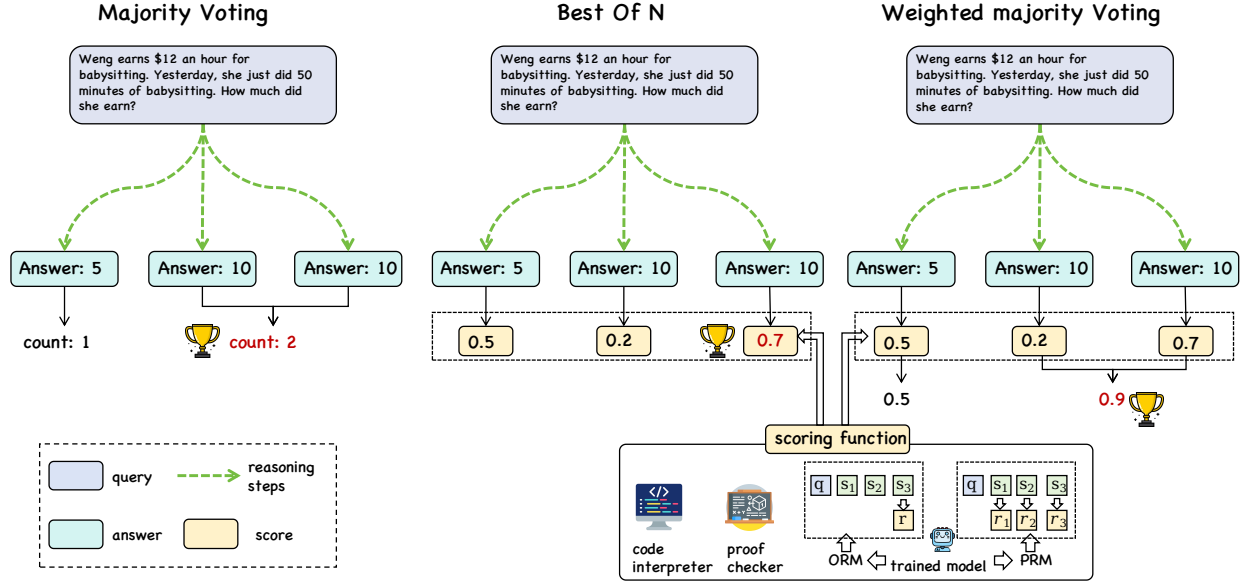 Majority Voting
Weng earns $12 an hour for
babysitting. Yesterday, she just did 50
minutes of babysitting. How much did
she earn?
Answer: 5
Answer: 10
Answer: 10
count: 1
count: 2
Best Of N
Weng earns $12 an hour for
babysitting. Yesterday, she just did 50
minutes of babysitting. How much did
she earn?
Answer: 5
Answer: 10
Answer: 10
0.5
0.2
0.7
Weighted majority Voting
Weng earns $12 an hour for
babysitting. Yesterday, she just did 50
minutes of babysitting. How much did
she earn?
Answer: 5
Answer: 10
Answer: 10
0.5
0.2
0.7
0.5
0.9
query
reasoning
steps
answer
score
scoring function
</>
code
interpreter
proof
checker
q
s₁
s₂
s₃
r
ORM
trained model
q
s₁
s₂
s₃
r₁
r₂
r₃
PRM